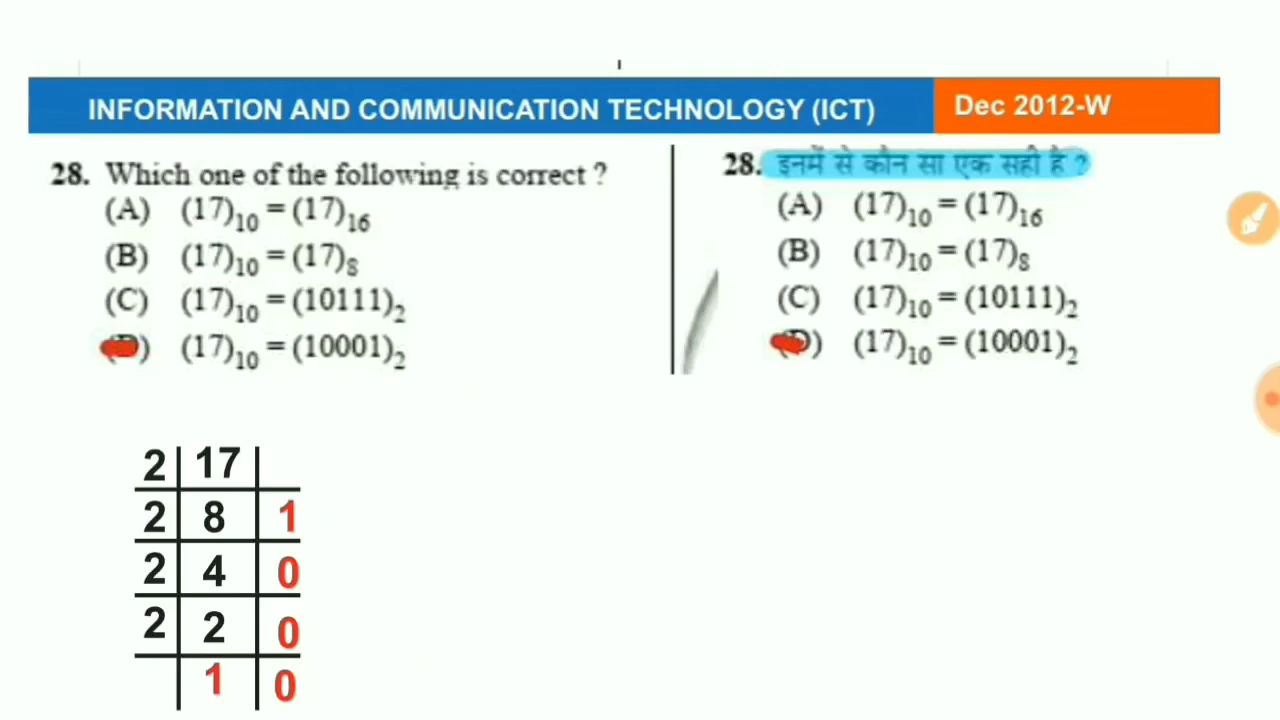 INFORMATION AND COMMUNICATION TECHNOLOGY (ICT) Dec 2012-W
28. Which one of the following is correct ?
(A) (17)₁₀ = (17)₁₆
(B) (17)₁₀ = (17)₈
(C) (17)₁₀ = (10111)₂
(D) (17)₁₀ = (10001)₂
28. इनमें से कौन सा एक सही है ?
(A) (17)₁₀ = (17)₁₆
(B) (17)₁₀ = (17)₈
(C) (17)₁₀ = (10111)₂
(D) (17)₁₀ = (10001)₂
2 17
2 8 1
2 4 0
2 2 0
1 0